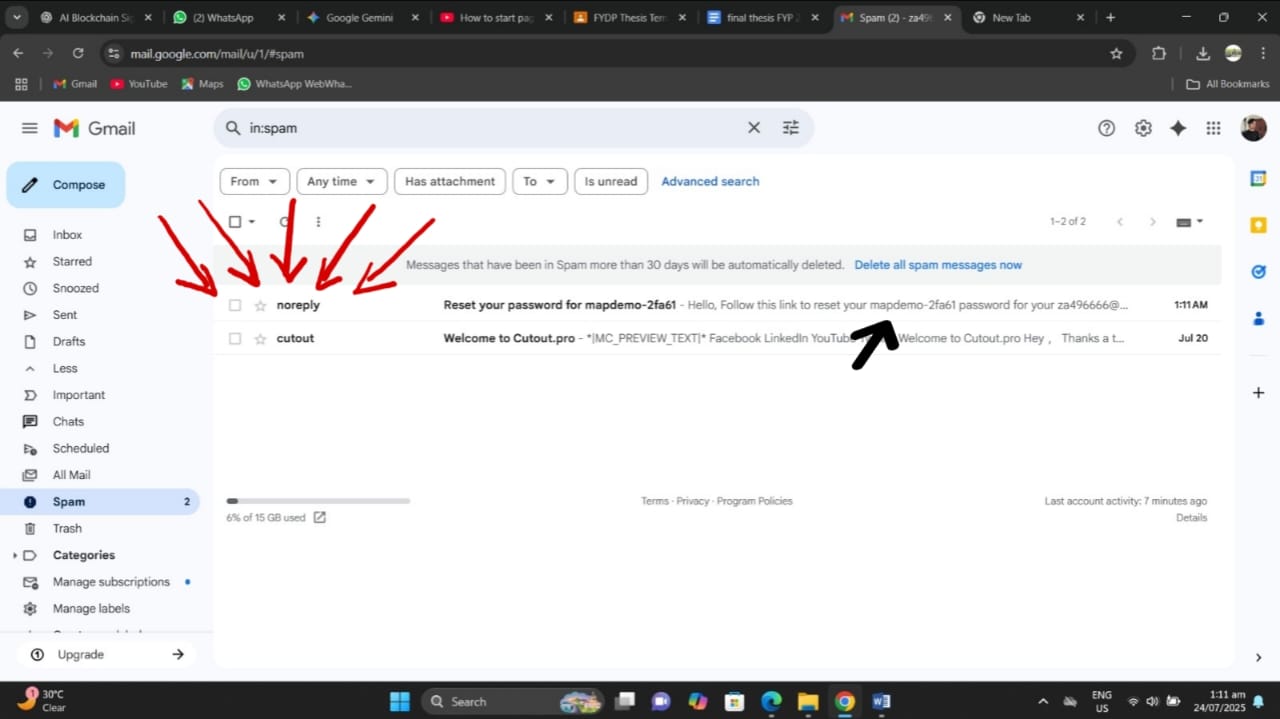 AI Blockchain Si
(2) WhatsApp
Google Gemini
How to start pa
FYDP Thesis Tem
final thesis FYP 2
Spam (2) - za49
New Tab
mail.google.com/mail/u/1/#spam
Gmail
YouTube
Maps
WhatsApp WebWha...
All Bookmarks
Gmail
in:spam
Compose
From
Any time
Has attachment
To
Is unread
Advanced search
1–2 of 2
Inbox
Starred
Snoozed
Sent
Drafts
Less
Important
Chats
Scheduled
All Mail
Spam 2
Trash
Categories
Manage subscriptions
Manage labels
Upgrade
Messages that have been in Spam more than 30 days will be automatically deleted. Delete all spam messages now
noreply Reset your password for mapdemo-2fa61 - Hello, Follow this link to reset your mapdemo-2fa61 password for your za496666@... 1:11 AM
cutout Welcome to Cutout.pro - *|MC_PREVIEW_TEXT|* Facebook LinkedIn YouTube Welcome to Cutout.pro Hey , Thanks a t... Jul 20
6% of 15 GB used
Terms · Privacy · Program Policies
Last account activity: 7 minutes ago
Details
1
30°C
Clear
Search
ENG
US
1:11 am
24/07/2025